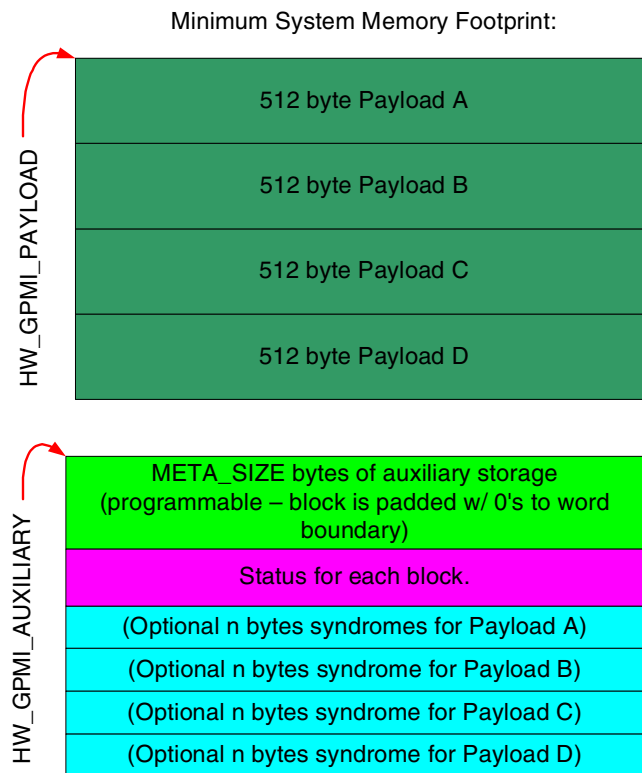 Minimum System Memory Footprint:
HW_GPMI_PAYLOAD
512 byte Payload A
512 byte Payload B
512 byte Payload C
512 byte Payload D
HW_GPMI_AUXILIARY
META_SIZE bytes of auxiliary storage
(programmable – block is padded w/ 0's to word
boundary)
Status for each block.
(Optional n bytes syndromes for Payload A)
(Optional n bytes syndrome for Payload B)
(Optional n bytes syndrome for Payload C)
(Optional n bytes syndrome for Payload D)